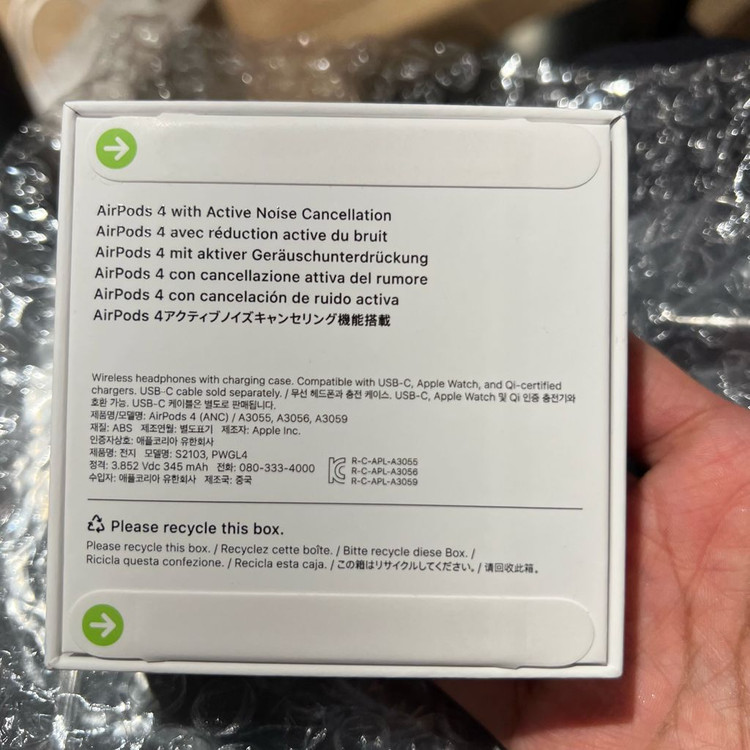 AirPods 4 with Active Noise Cancellation
AirPods 4 avec réduction active du bruit
AirPods 4 mit aktiver Geräuschunterdrückung
AirPods 4 con cancellazione attiva del rumore
AirPods 4 con cancelación de ruido activa
AirPods 4アクティブノイズキャンセリング機能搭載
Wireless headphones with charging case. Compatible with USB-C, Apple Watch, and Qi-certified
chargers. USB-C cable sold separately. / 무선 헤드폰과 충전 케이스. USB-C, Apple Watch 및 Qi 인증 충전기와
호환 가능. USB-C 케이블은 별도로 판매됩니다.
제품명/모델명: AirPods 4 (ANC) / A3055, A3056, A3059
재질: ABS 제조연월: 별도표기 제조자: Apple Inc.
인증자상호: 애플코리아 유한회사
제품명: 전지 모델명: S2103, PWGL4
정격: 3.852 Vdc 345 mAh 전화: 080-333-4000
수입자: 애플코리아 유한회사 제조국: 중국
R-C-APL-A3055
R-C-APL-A3056
R-C-APL-A3059
Please recycle this box.
Please recycle this box. / Recyclez cette boîte. / Bitte recycle diese Box. /
Ricicla questa confezione. / Recicla esta caja. / この箱はリサイクルしてください。/ 请回收此箱。